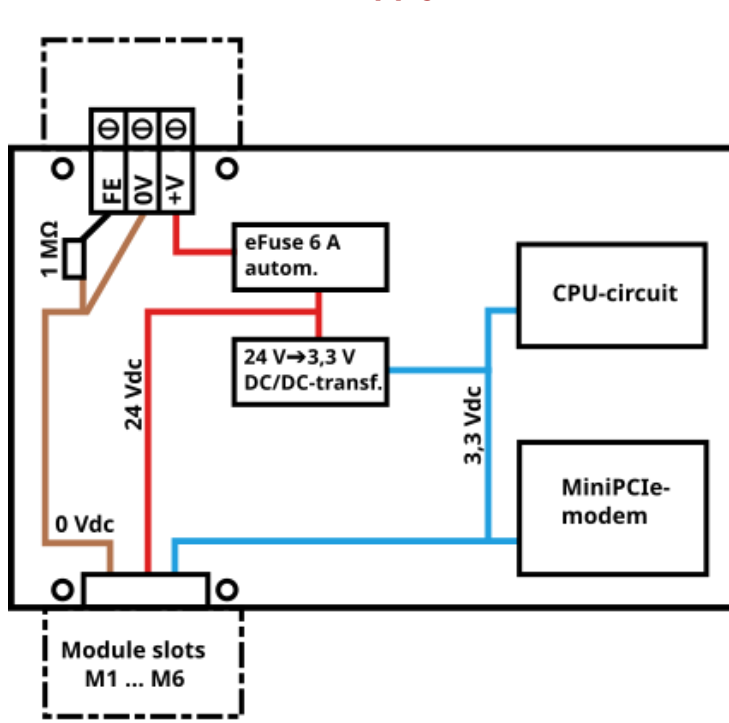 FE
0V
+V
1 MΩ
eFuse 6 A
autom.
CPU-circuit
24 V➔3,3 V
DC/DC-transf.
24 Vdc
3,3 Vdc
MiniPCIe-
modem
0 Vdc
Module slots
M1 ... M6